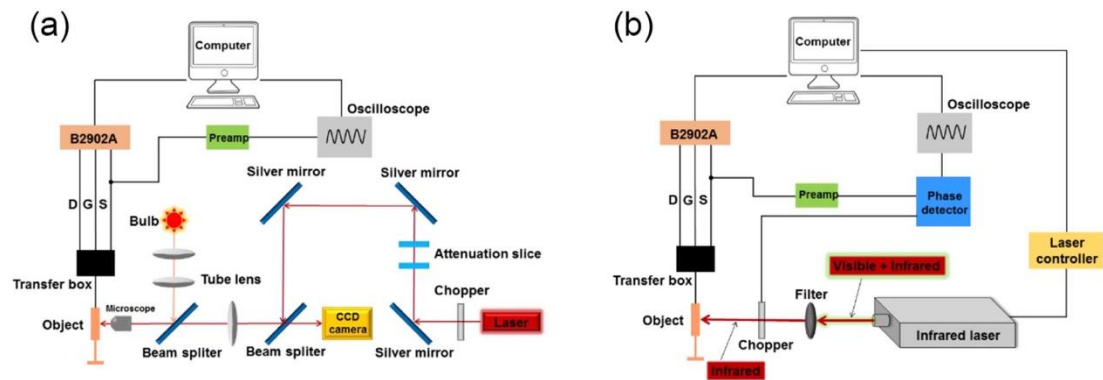 (a)
Computer
Oscilloscope
B2902A
Preamp
D G S
Silver mirror
Silver mirror
Bulb
Attenuation slice
Tube lens
Transfer box
Chopper
Microscope
Object
CCD
camera
Laser
Beam spliter
Beam spliter
Silver mirror
(b)
Computer
Oscilloscope
B2902A
D G S
Preamp
Phase
detector
Laser
controller
Transfer box
Visible + Infrared
Filter
Object
Chopper
Infrared laser
Infrared